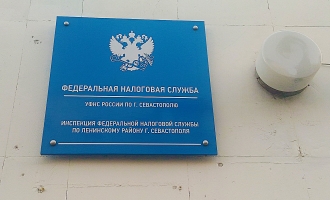 ФЕДЕРАЛЬНАЯ НАЛОГОВАЯ СЛУЖБА
УФНС РОССИИ ПО Г. СЕВАСТОПОЛЮ
ИНСПЕКЦИЯ ФЕДЕРАЛЬНОЙ НАЛОГОВОЙ СЛУЖБЫ
ПО ЛЕНИНСКОМУ РАЙОНУ Г. СЕВАСТОПОЛЯ